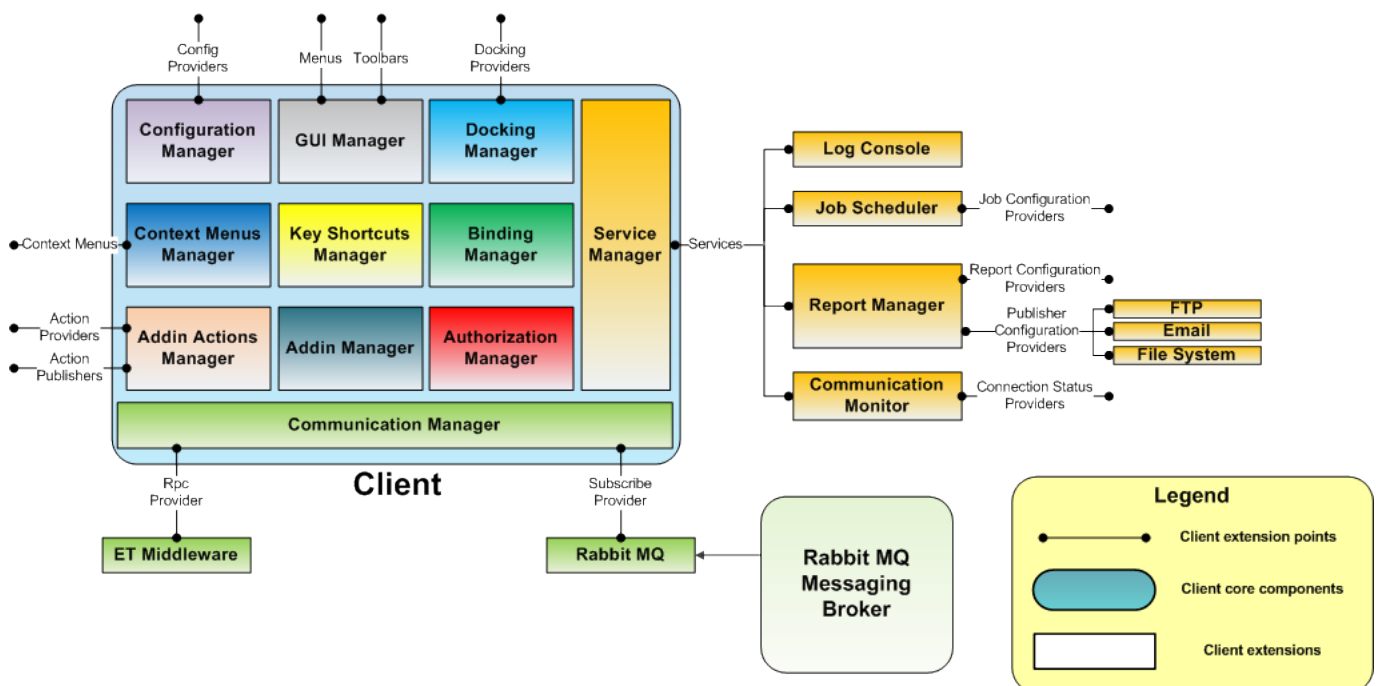 Config
Providers
Menus
Toolbars
Docking
Providers
Configuration
Manager
GUI Manager
Docking
Manager
Context Menus
Context Menus
Manager
Key Shortcuts
Manager
Binding
Manager
Service
Manager
Services
Action
Providers
Action
Publishers
Addin Actions
Manager
Addin Manager
Authorization
Manager
Communication Manager
Client
Log Console
Job Scheduler
Job Configuration
Providers
Report Manager
Report Configuration
Providers
Publisher
Configuration
Providers
FTP
Email
File System
Communication
Monitor
Connection Status
Providers
Rpc
Provider
Subscribe
Provider
ET Middleware
Rabbit MQ
Rabbit MQ
Messaging
Broker
Legend
Client extension points
Client core components
Client extensions